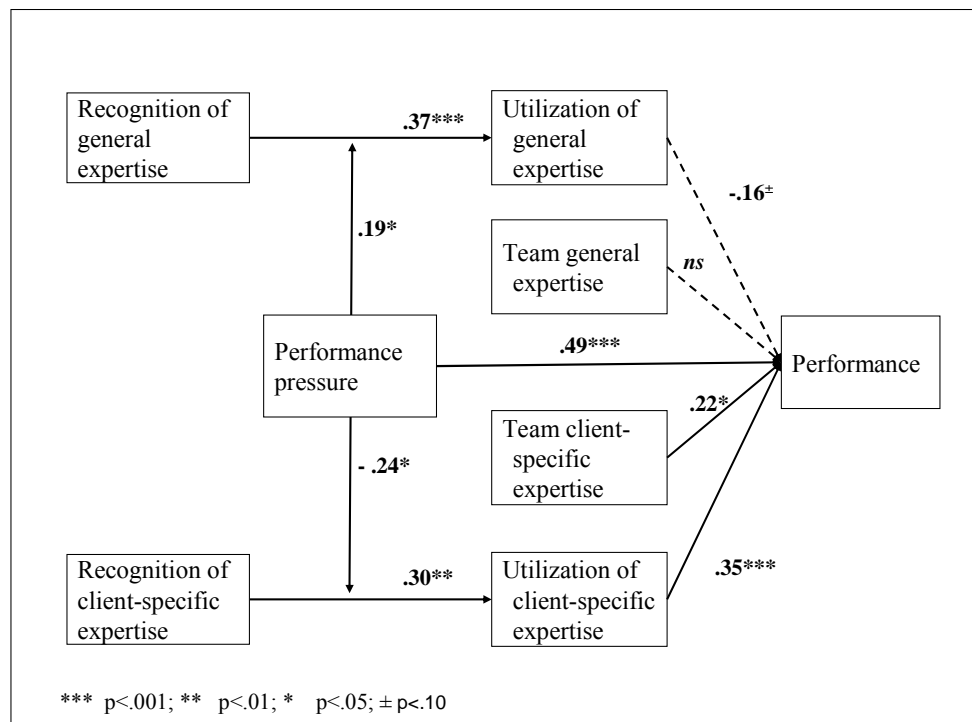 Recognition of
general
expertise
.37***
Utilization of
general
expertise
-.16±
.19*
Team general
expertise
ns
Performance
pressure
.49***
Performance
.22*
Team client-
specific
expertise
- .24*
Recognition of
client-specific
expertise
.30**
Utilization of
client-specific
expertise
.35***
*** p<.001; ** p<.01; * p<.05; ± p<.10